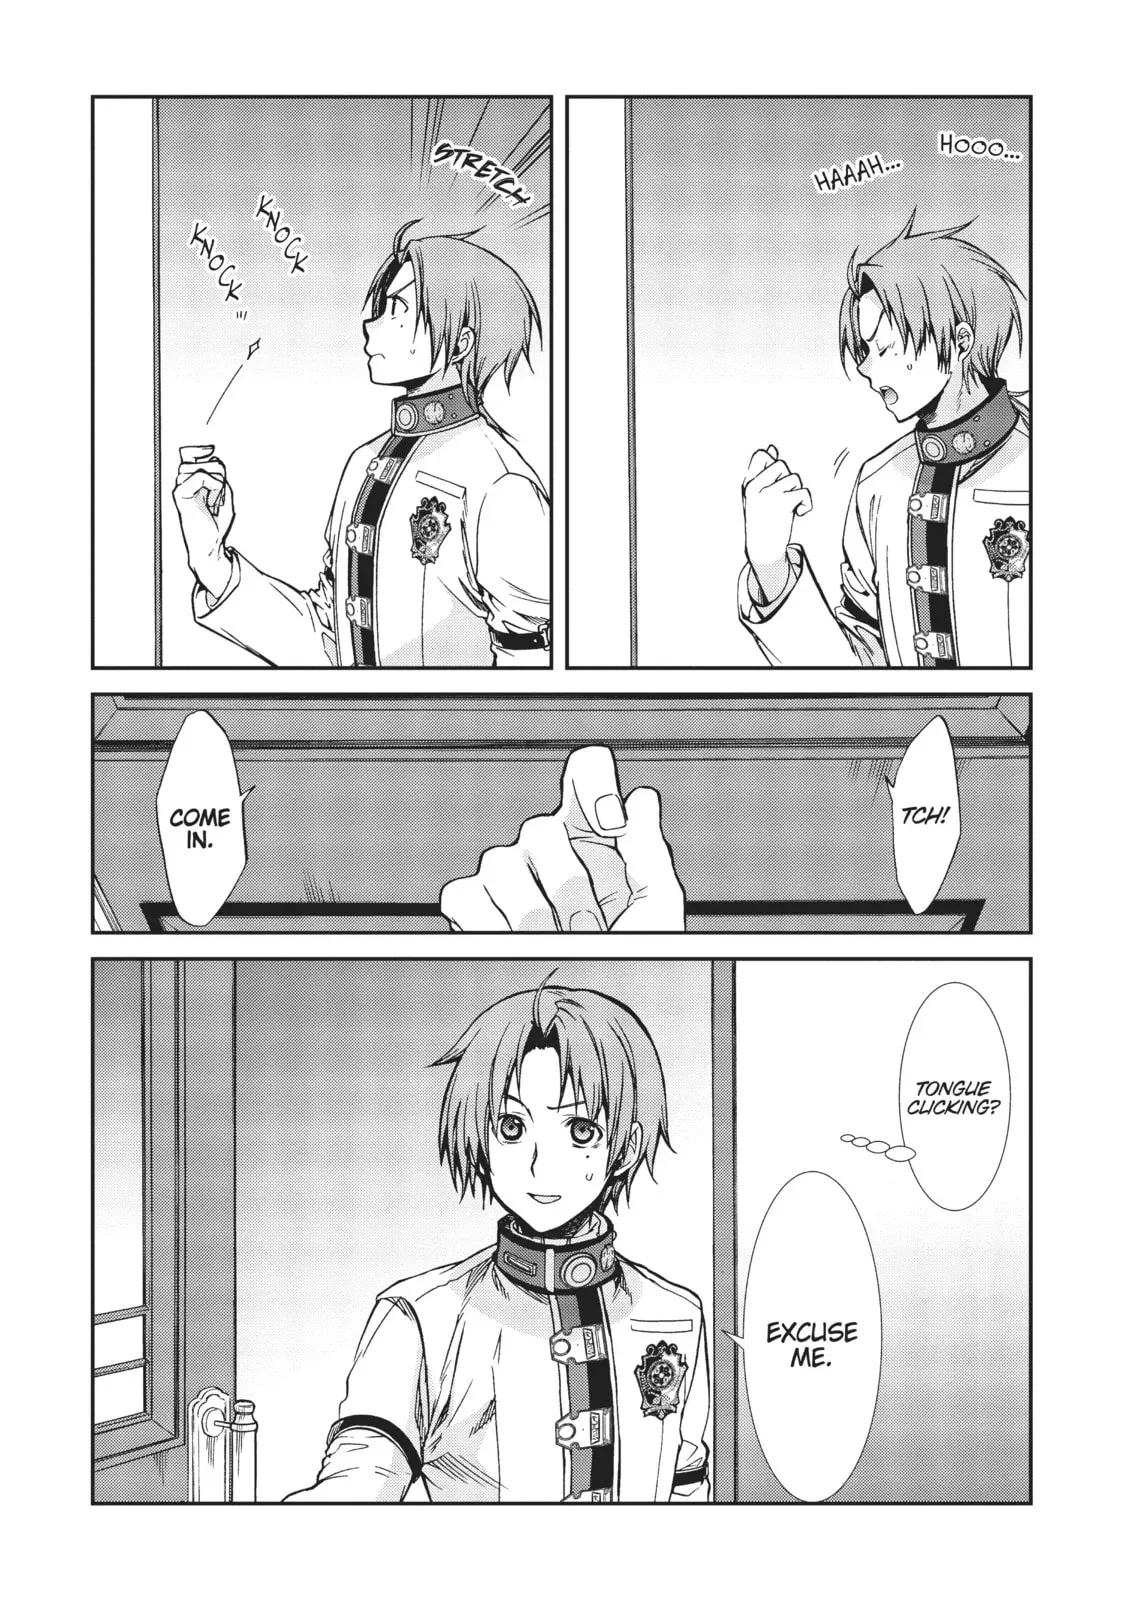 HOOO...
HAAAH...
STRETCH
KNOCK
KNOCK
TCH!
COME
IN.
TONGUE
CLICKING?
EXCUSE
ME.